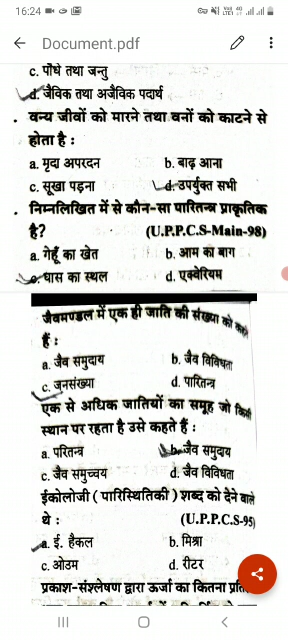 16:24
Document.pdf
c. पौधे तथा जन्तु
d. जैविक तथा अजैविक पदार्थ
. वन्य जीवों को मारने तथा वनों को काटने से
होता है :
a. मृदा अपरदन b. बाढ़ आना
c. सूखा पड़ना d. उपर्युक्त सभी
. निम्नलिखित में से कौन-सा पारितन्त्र प्राकृतिक
है? (U.P.P.C.S-Main-98)
a. गेहूँ का खेत b. आम का बाग
c. घास का स्थल d. एक्वेरियम
जैवमण्डल में एक ही जाति की संख्या को कहते
हैं :
a. जैव समुदाय b. जैव विविधता
c. जनसंख्या d. पारितन्त्र
एक से अधिक जातियों का समूह जो किसी
स्थान पर रहता है उसे कहते हैं :
a. परितन्त्र b. जैव समुदाय
c. जैव समुच्चय d. जैव विविधता
ईकोलोजी ( पारिस्थितिकी ) शब्द को देने वाले
थे : (U.P.P.C.S-95)
a. ई. हैकल b. मिश्रा
c. ओडम d. रीटर
प्रकाश-संश्लेषण द्वारा ऊर्जा का कितना प्रति